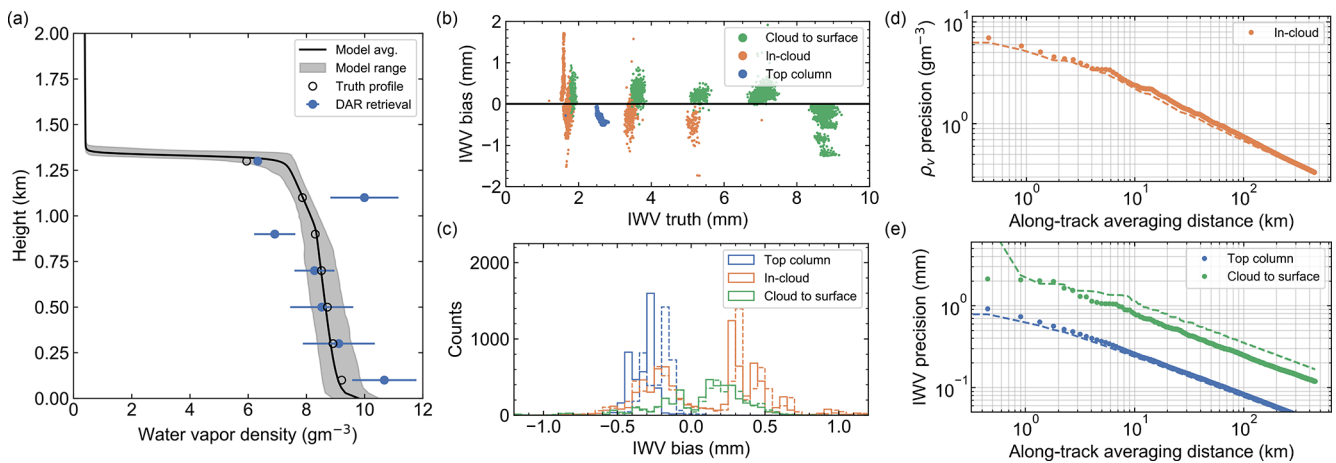 (a)
2.00
1.75
1.50
1.25
1.00
0.75
0.50
0.25
0.00
Height (km)
0 2 4 6 8 10 12
Water vapor density (gm⁻³)
Model avg.
Model range
Truth profile
DAR retrieval
(b)
2
1
0
−1
−2
IWV bias (mm)
0 2 4 6 8 10
IWV truth (mm)
Cloud to surface
In-cloud
Top column
(c)
2000
1000
0
Counts
−1.0 −0.5 0.0 0.5 1.0
IWV bias (mm)
Top column
In-cloud
Cloud to surface
(d)
10¹
10⁰
ρᵥ precision (gm⁻³)
10⁰ 10¹ 10²
Along-track averaging distance (km)
In-cloud
(e)
10⁰
10⁻¹
IWV precision (mm)
10⁰ 10¹ 10²
Along-track averaging distance (km)
Top column
Cloud to surface